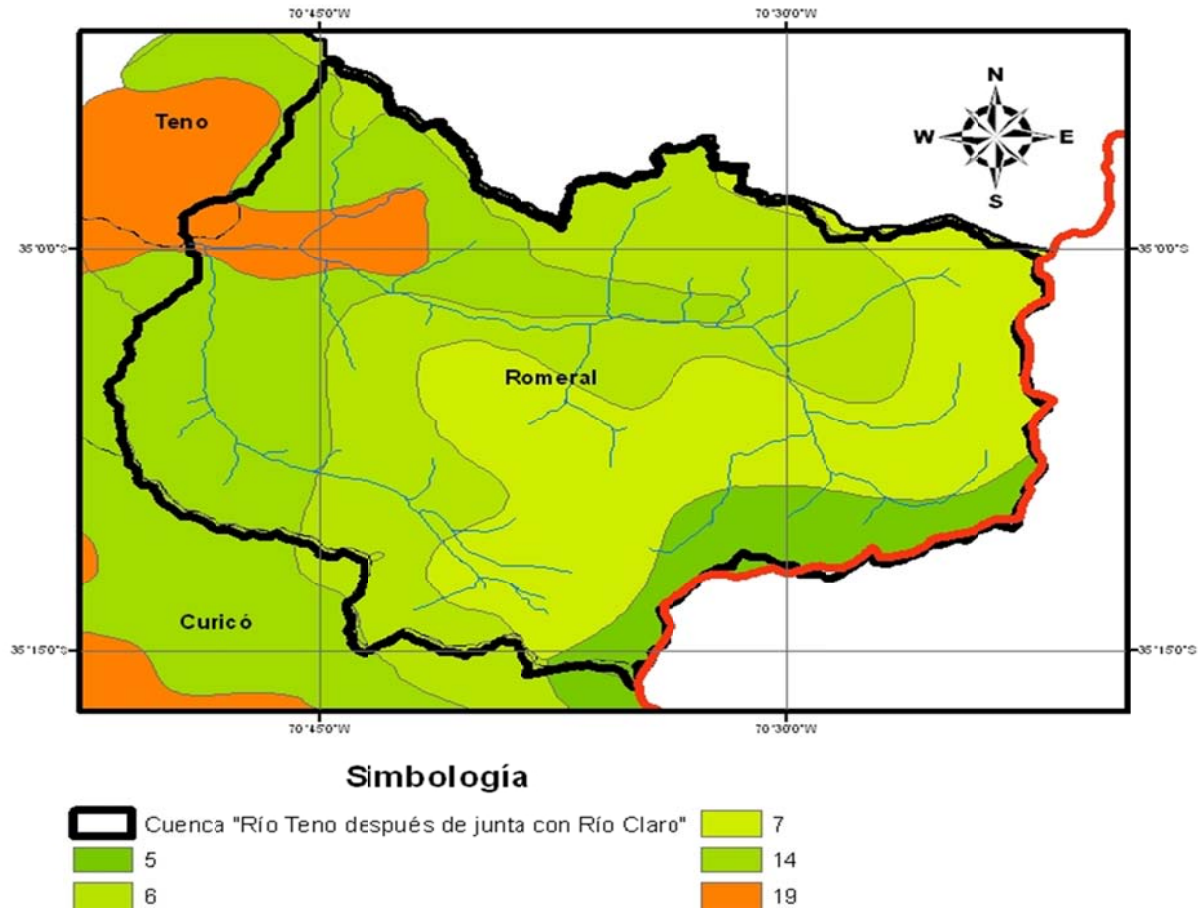 70°45'0"W 70°30'0"W
N
Teno
W E
S
35°0'0"S 35°0'0"S
Romeral
Curicó
35°15'0"S 35°15'0"S
70°45'0"W 70°30'0"W
Simbología
Cuenca "Río Teno después de junta con Río Claro" 7
5 14
6 19